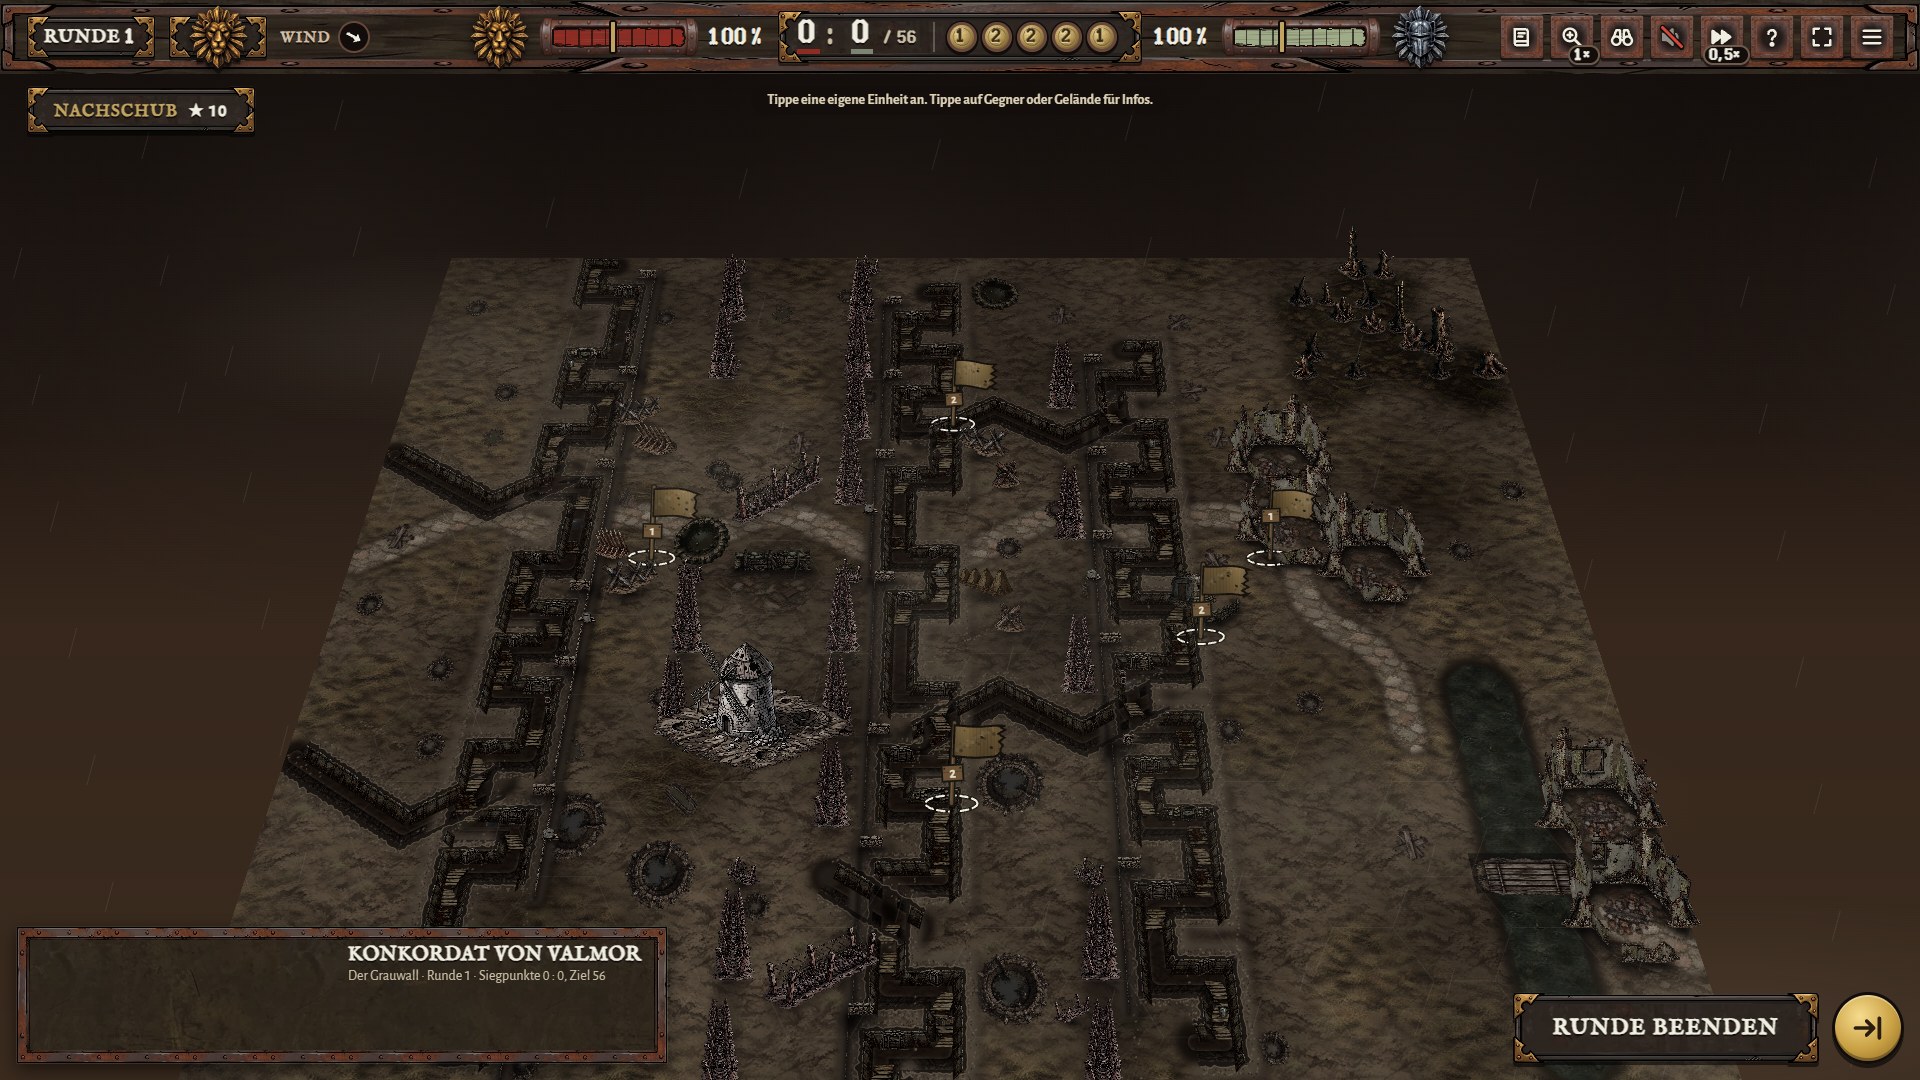 RUNDE 1
WIND
100 %
0 : 0 / 56
1 2 2 2 1
100 %
1×
0,5×
?
NACHSCHUB ★ 10
Tippe eine eigene Einheit an. Tippe auf Gegner oder Gelände für Infos.
2
1
1
2
2
KONKORDAT VON VALMOR
Der Grauwall · Runde 1 · Siegpunkte 0 : 0, Ziel 56
RUNDE BEENDEN